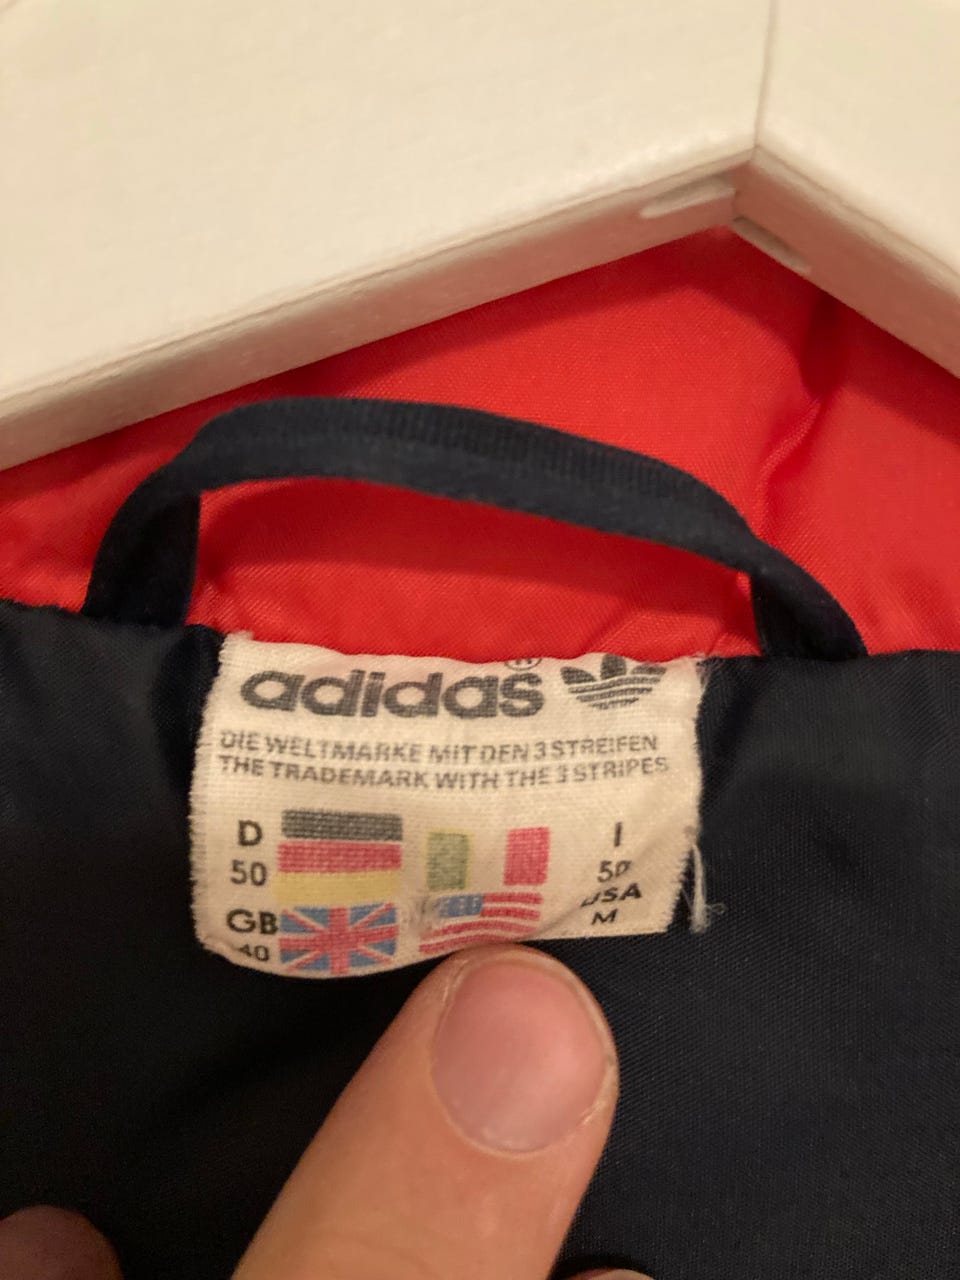 adidas®
DIE WELTMARKE MIT DEN 3 STREIFEN
THE TRADEMARK WITH THE 3 STRIPES
D
50
GB
40
I
50
USA
M